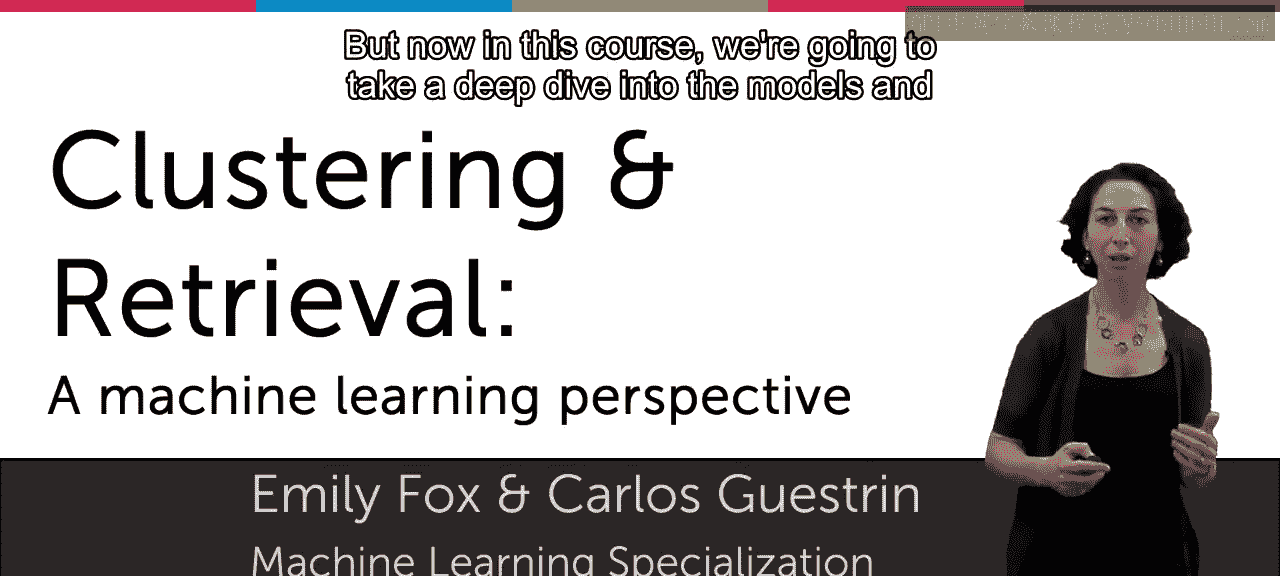 But now in this course, we're going to
take a deep dive into the models and
Clustering &
Retrieval:
A machine learning perspective
Emily Fox & Carlos Guestrin
Machine Learning Specialization